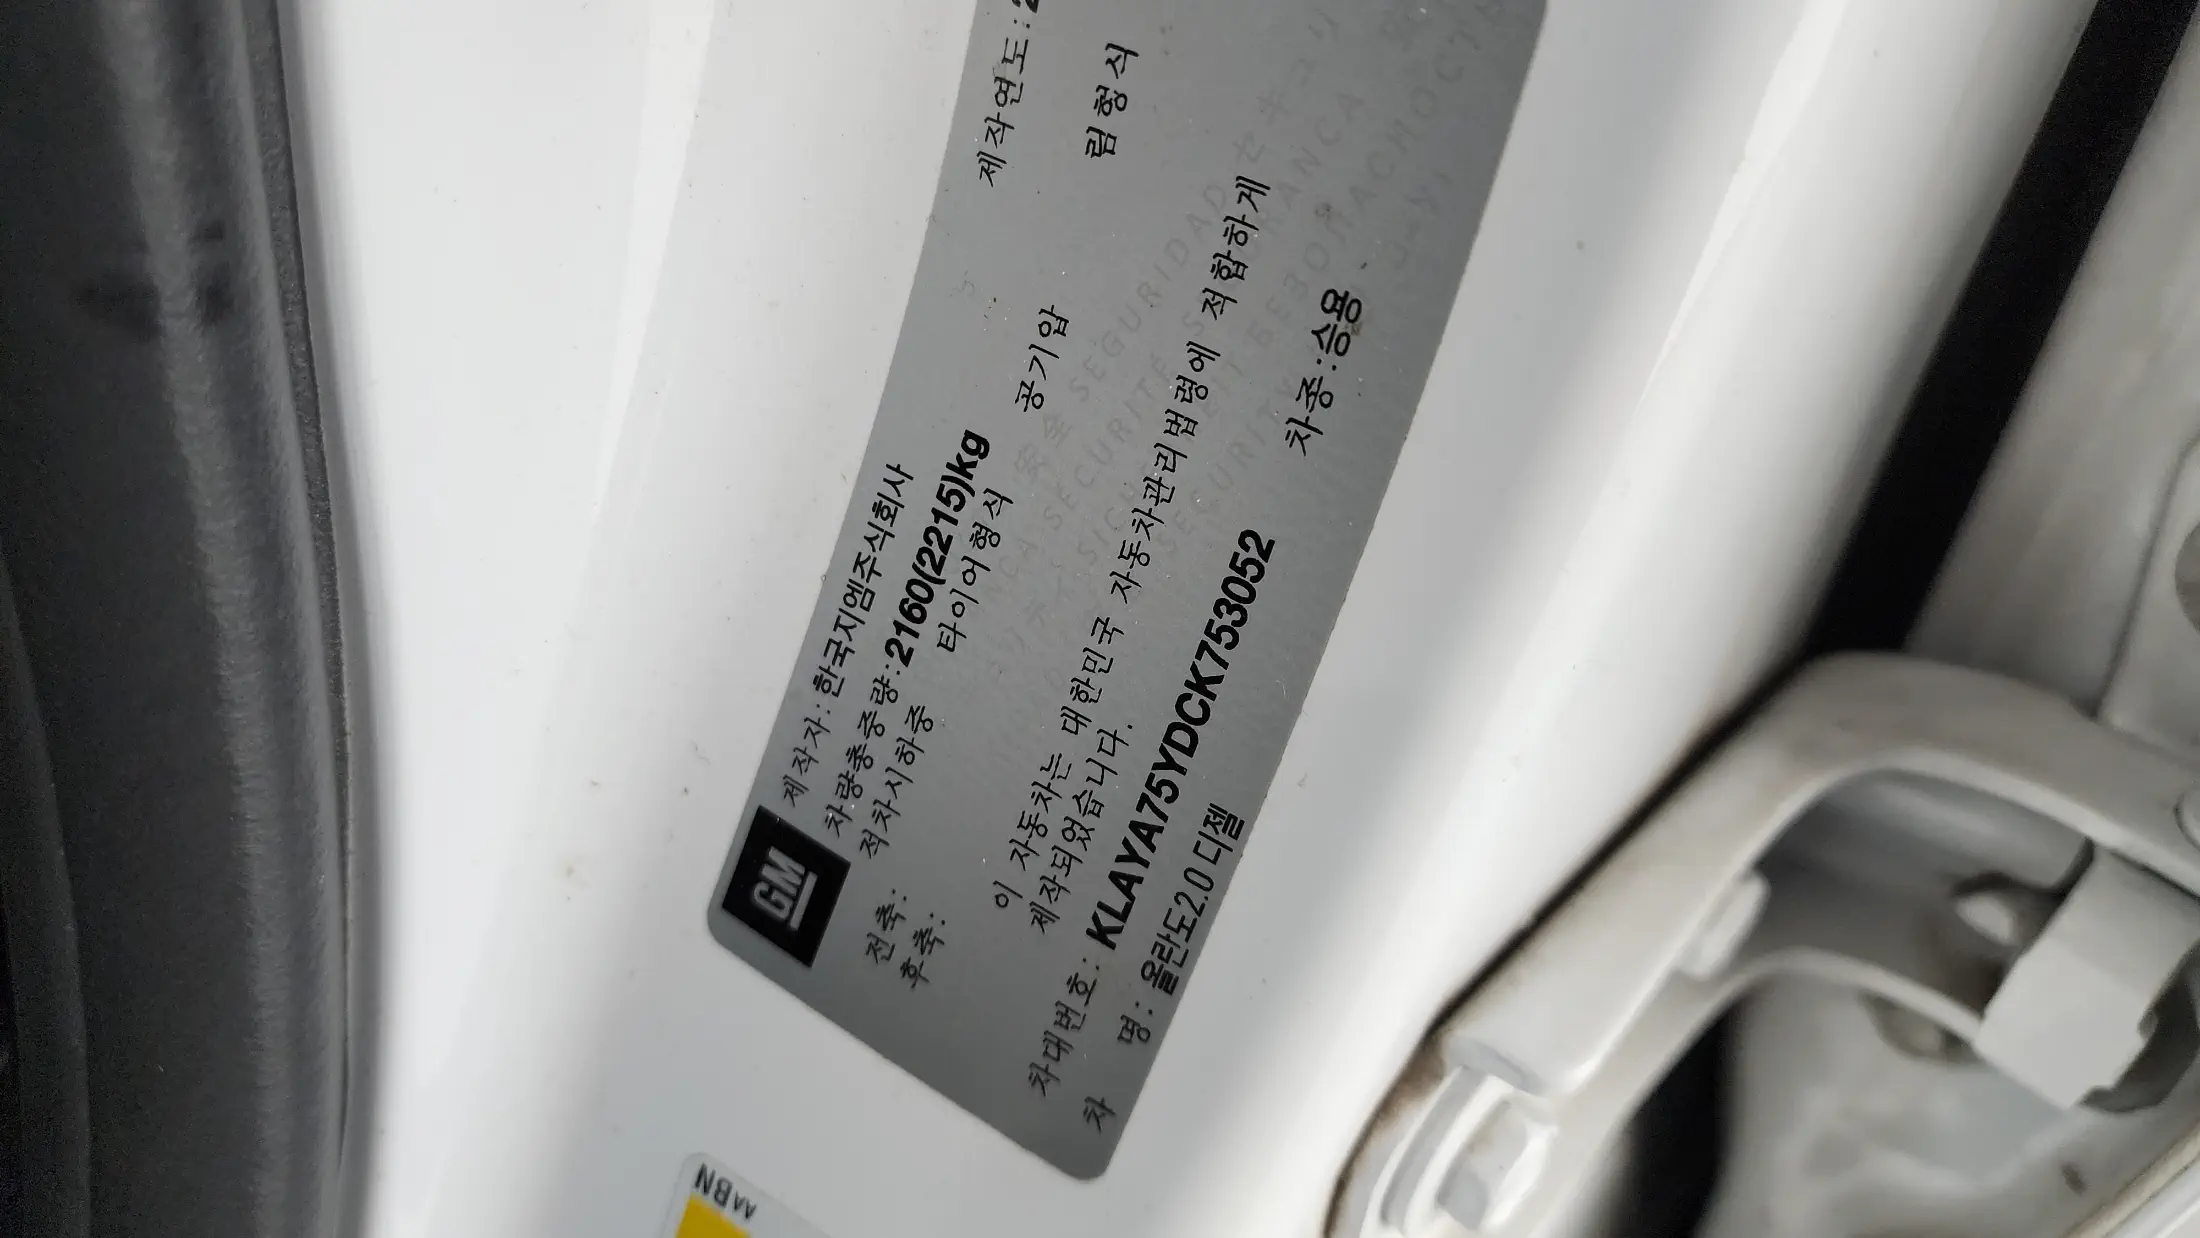 GM
제작자:한국지엠주식회사
제작연도:2
차량총중량:2160(2215)kg
적차시하중 타이어형식 공기압 림형식
전축:
후축:
이 자동차는 대한민국 자동차관리법령에 적합하게
제작되었습니다.
차대번호: KLAYA75YDCK753052
차종:승용
차 명: 올란도2.0 디젤
NBN